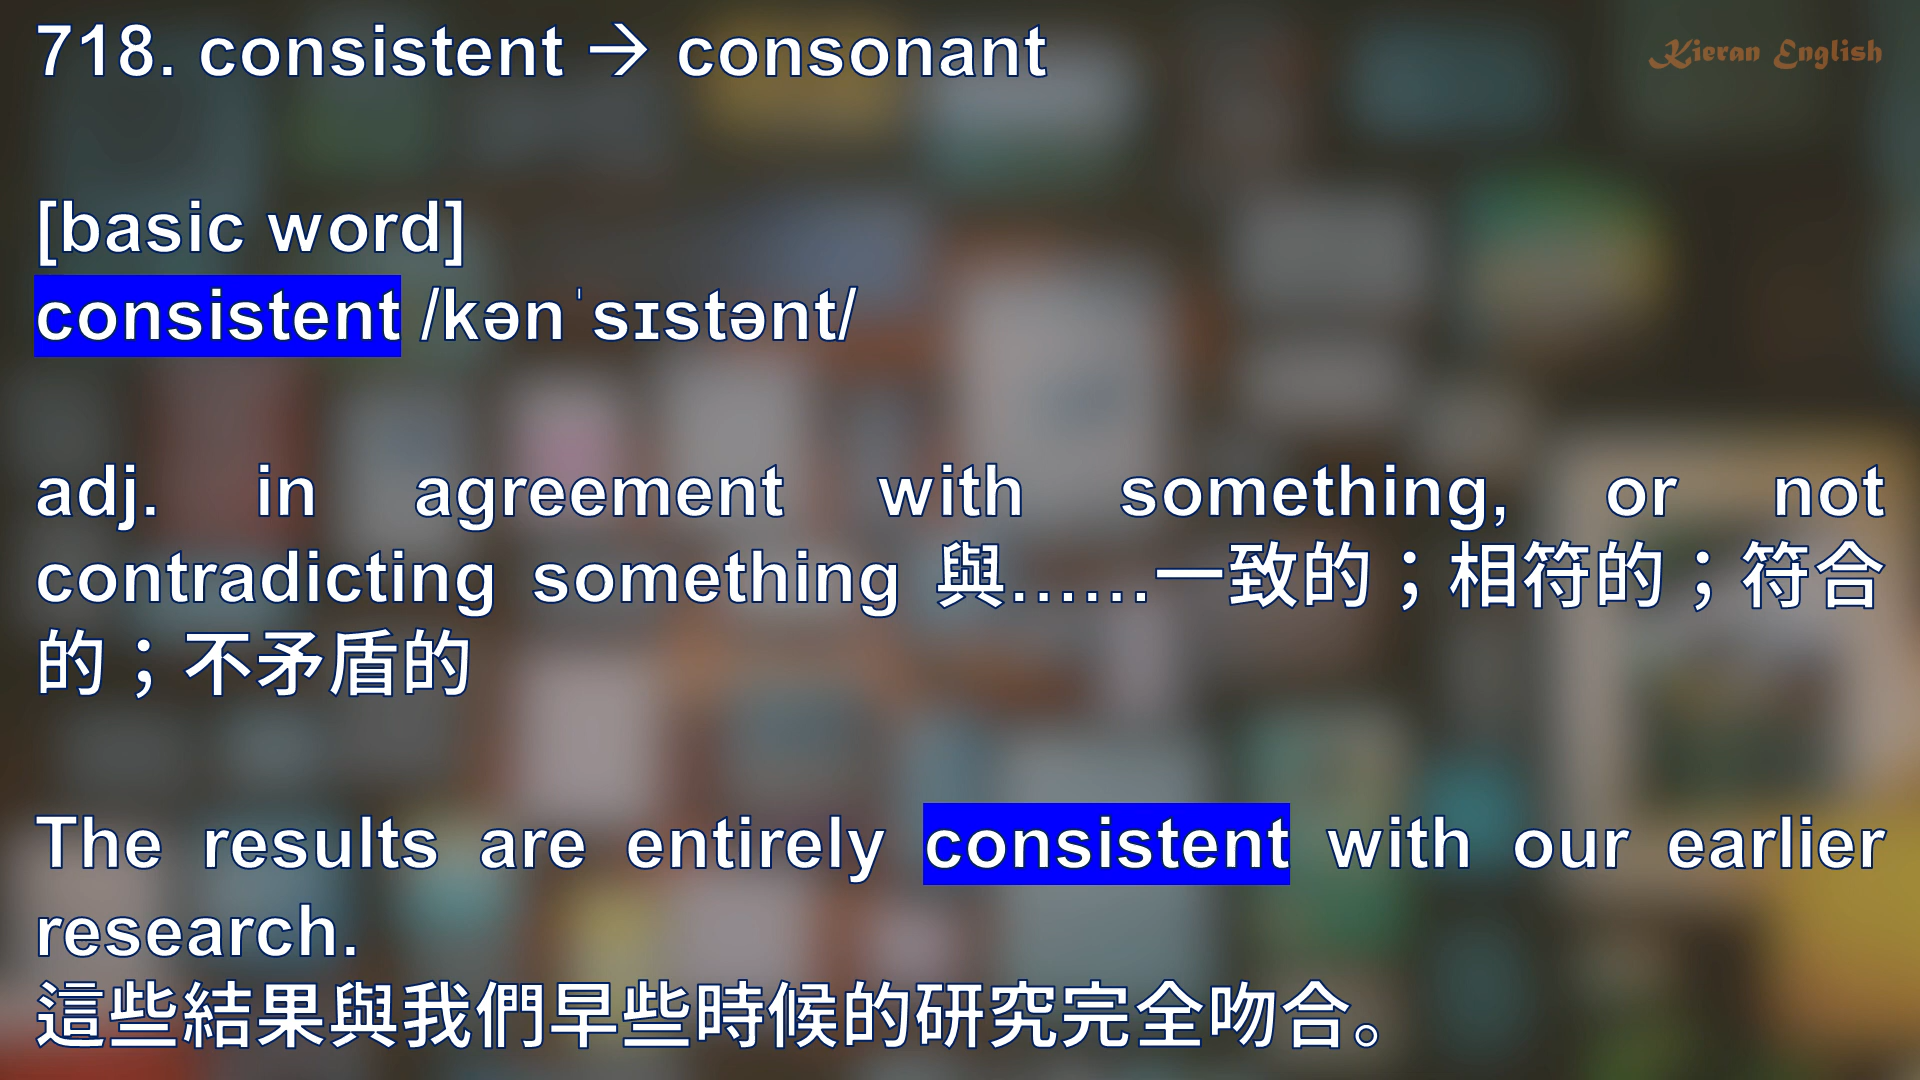 718. consistent → consonant
Kieran English
[basic word]
consistent /kənˈsɪstənt/
adj. in agreement with something, or not
contradicting something 與……一致的；相符的；符合
的；不矛盾的
The results are entirely consistent with our earlier
research.
這些結果與我們早些時候的研究完全吻合。